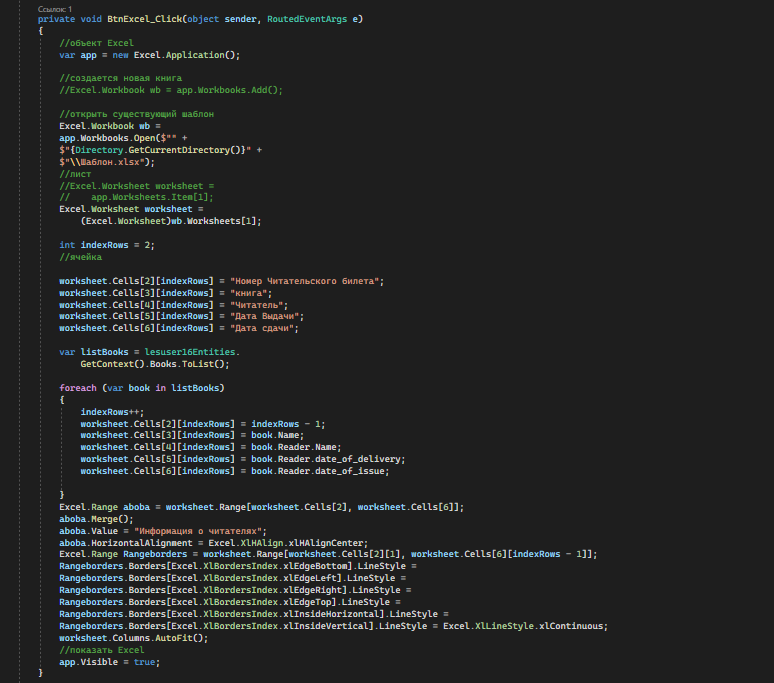 Ссылок: 1
private void BtnExcel_Click(object sender, RoutedEventArgs e)
{
//объект Excel
var app = new Excel.Application();
//создается новая книга
//Excel.Workbook wb = app.Workbooks.Add();
//открыть существующий шаблон
Excel.Workbook wb =
app.Workbooks.Open($"" +
$"{Directory.GetCurrentDirectory()}" +
$"\\Шаблон.xlsx");
//лист
//Excel.Worksheet worksheet =
//   app.Worksheets.Item[1];
Excel.Worksheet worksheet =
(Excel.Worksheet)wb.Worksheets[1];
int indexRows = 2;
//ячейка
worksheet.Cells[2][indexRows] = "Номер Читательского билета";
worksheet.Cells[3][indexRows] = "книга";
worksheet.Cells[4][indexRows] = "Читатель";
worksheet.Cells[5][indexRows] = "Дата Выдачи";
worksheet.Cells[6][indexRows] = "Дата сдачи";
var listBooks = lesuser16Entities.
GetContext().Books.ToList();
foreach (var book in listBooks)
{
indexRows++;
worksheet.Cells[2][indexRows] = indexRows - 1;
worksheet.Cells[3][indexRows] = book.Name;
worksheet.Cells[4][indexRows] = book.Reader.Name;
worksheet.Cells[5][indexRows] = book.Reader.date_of_delivery;
worksheet.Cells[6][indexRows] = book.Reader.date_of_issue;
}
Excel.Range aboba = worksheet.Range[worksheet.Cells[2], worksheet.Cells[6]];
aboba.Merge();
aboba.Value = "Информация о читателях";
aboba.HorizontalAlignment = Excel.XlHAlign.xlHAlignCenter;
Excel.Range Rangeborders = worksheet.Range[worksheet.Cells[2][1], worksheet.Cells[6][indexRows - 1]];
Rangeborders.Borders[Excel.XlBordersIndex.xlEdgeBottom].LineStyle =
Rangeborders.Borders[Excel.XlBordersIndex.xlEdgeLeft].LineStyle =
Rangeborders.Borders[Excel.XlBordersIndex.xlEdgeRight].LineStyle =
Rangeborders.Borders[Excel.XlBordersIndex.xlEdgeTop].LineStyle =
Rangeborders.Borders[Excel.XlBordersIndex.xlInsideHorizontal].LineStyle =
Rangeborders.Borders[Excel.XlBordersIndex.xlInsideVertical].LineStyle = Excel.XlLineStyle.xlContinuous;
worksheet.Columns.AutoFit();
//показать Excel
app.Visible = true;
}